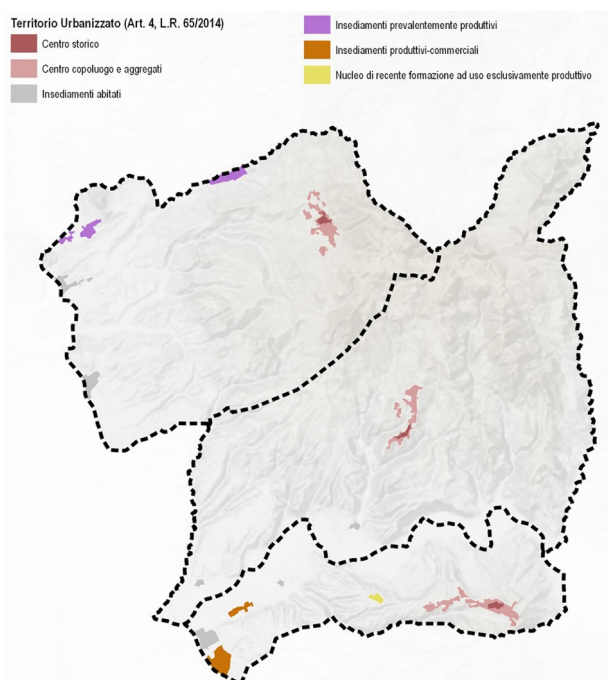 Territorio Urbanizzato (Art. 4, L.R. 65/2014)
Centro storico
Centro copoluogo e aggregati
Insediamenti abitati
Insediamenti prevalentemente produttivi
Insediamenti produttivi-commerciali
Nucleo di recente formazione ad uso esclusivamente produttivo